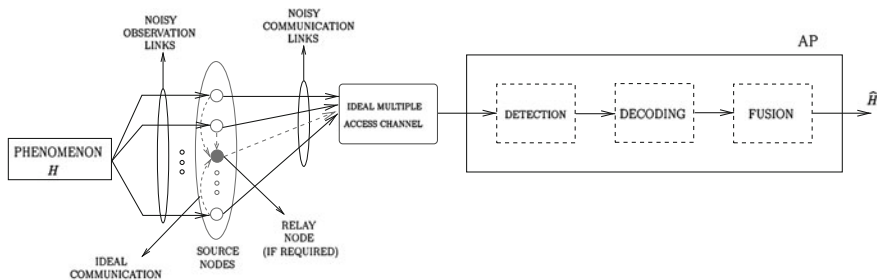 NOISY
OBSERVATION
LINKS
NOISY
COMMUNICATION
LINKS
AP
PHENOMENON
H
IDEAL MULTIPLE
ACCESS CHANNEL
DETECTION
DECODING
FUSION
Ĥ
IDEAL
COMMUNICATION
SOURCE
NODES
RELAY
NODE
(IF REQUIRED)